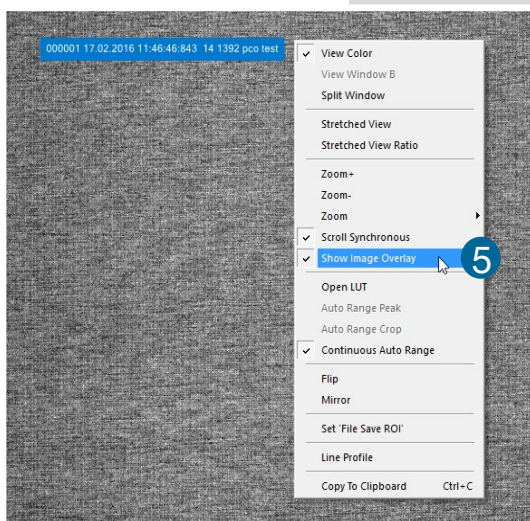 000001 17.02.2016 11:46:46:843 14 1392 pco test
View Color
View Window B
Split Window
Stretched View
Stretched View Ratio
Zoom+
Zoom-
Zoom
Scroll Synchronous
Show Image Overlay
5
Open LUT
Auto Range Peak
Auto Range Crop
Continuous Auto Range
Flip
Mirror
Set 'File Save ROI'
Line Profile
Copy To Clipboard Ctrl+C